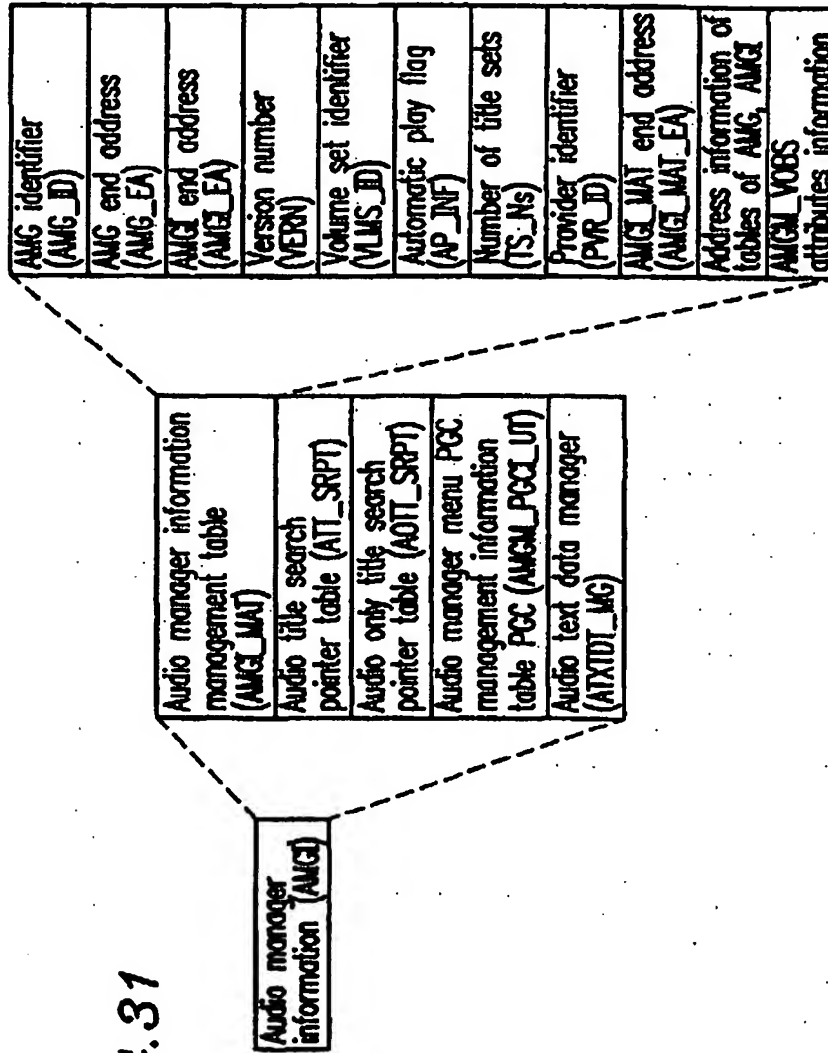 .31
Audio manager
information (AMGI)
Audio manager information
management table
(AMGI_MAT)
Audio title search
pointer table (ATT_SRPT)
Audio only title search
pointer table (AOTT_SRPT)
Audio manager menu PGC
management information
table PGC (AMGM_PGCI_UT)
Audio text data manager
(ATXTDT_MG)
AMG identifier
(AMG_ID)
AMG end address
(AMG_EA)
AMGI end address
(AMGI_EA)
Version number
(VERN)
Volume set identifier
(VLMS_ID)
Automatic play flag
(AP_INF)
Number of title sets
(TS_Ns)
Provider identifier
(PVR_ID)
AMGI_MAT end address
(AMGI_MAT_EA)
Address information of
tables of AMG, AMGI
AMGM_VOBS
attributes information